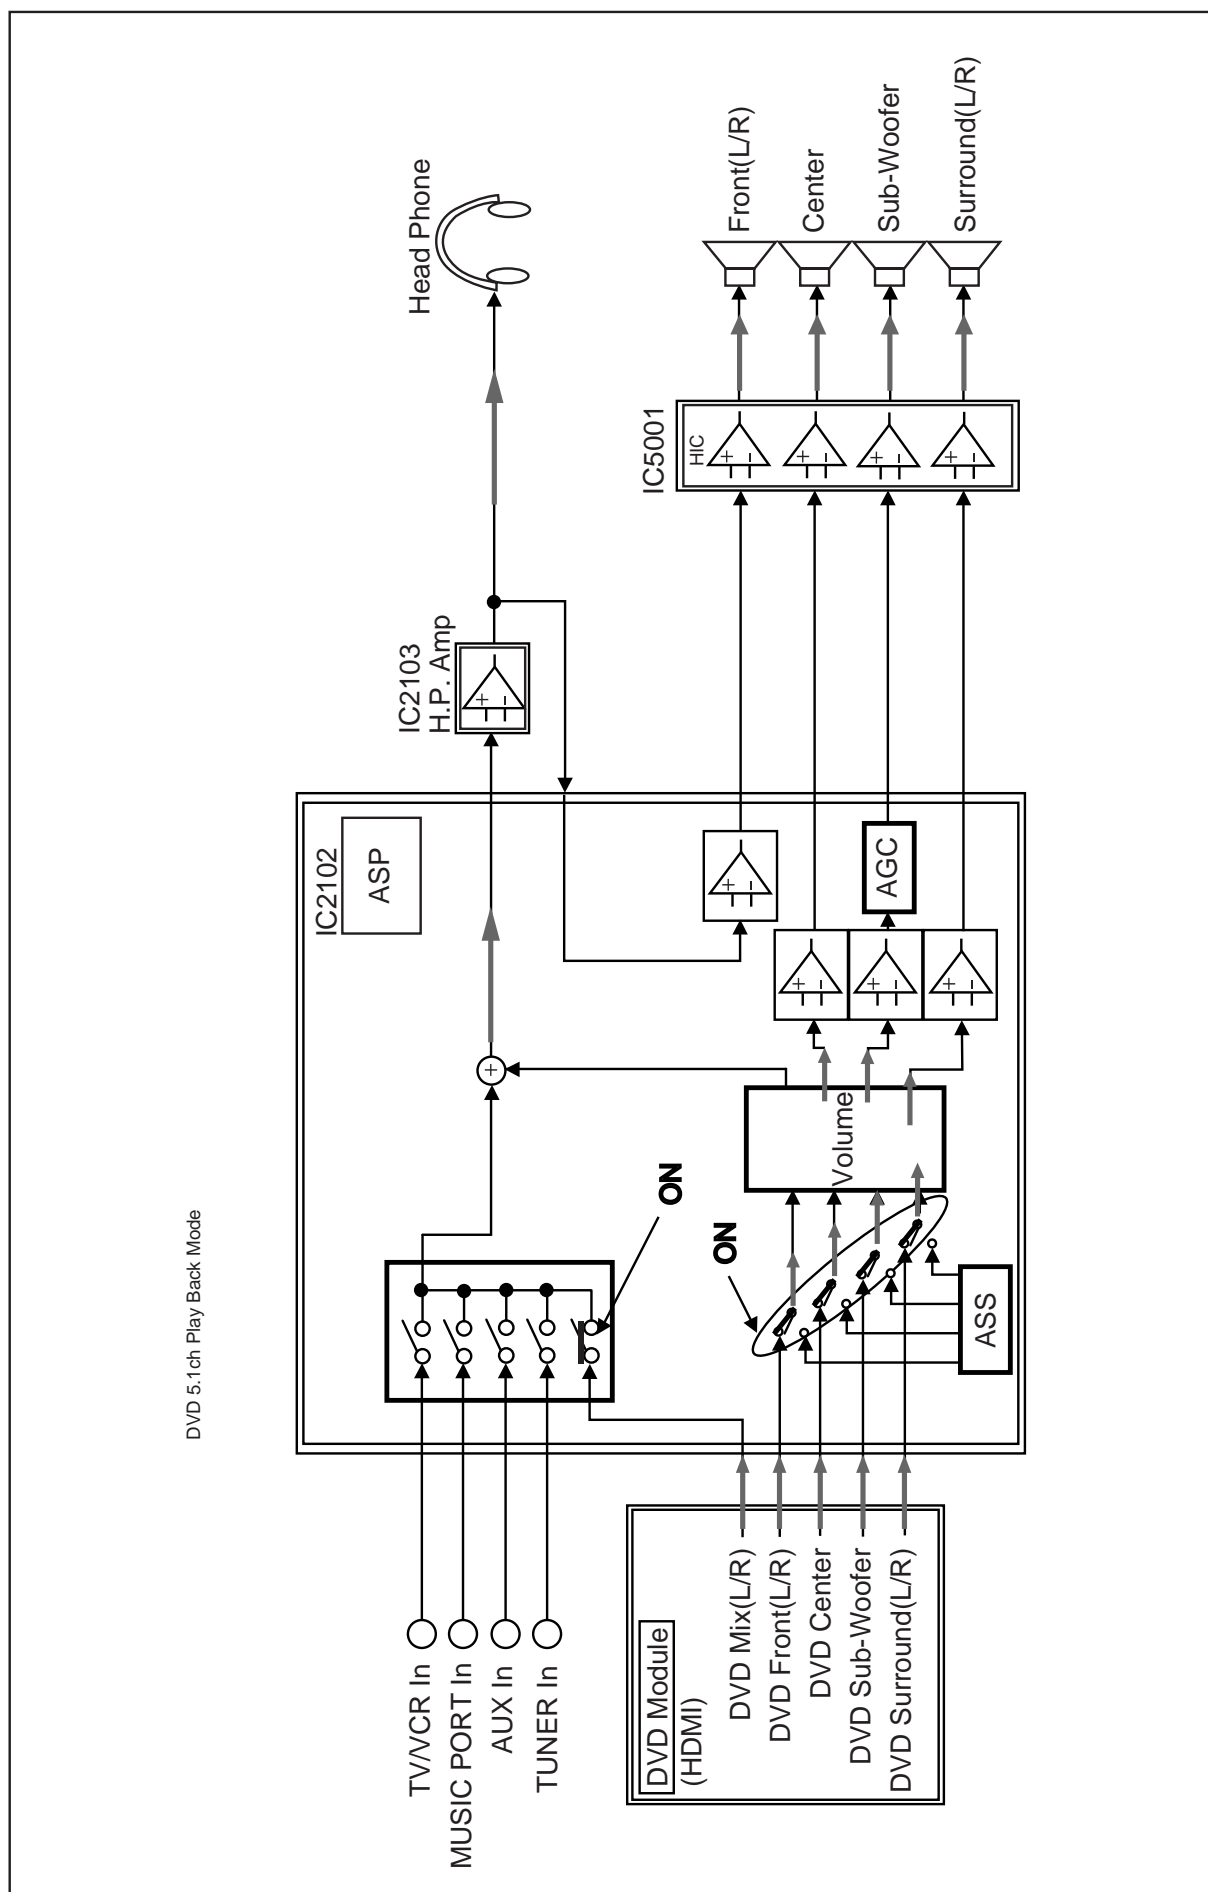 DVD 5.1ch Play Back Mode
TV/VCR In
MUSIC PORT In
AUX In
TUNER In
DVD Module
(HDMI)
DVD Mix(L/R)
DVD Front(L/R)
DVD Center
DVD Sub-Woofer
DVD Surround(L/R)
IC2102
ASP
ON
ON
ASS
Volume
+
+
-
+
-
+
-
+
-
AGC
IC2103
H.P. Amp
+
-
Head Phone
IC5001
HIC
+
-
+
-
+
-
+
-
Front(L/R)
Center
Sub-Woofer
Surround(L/R)